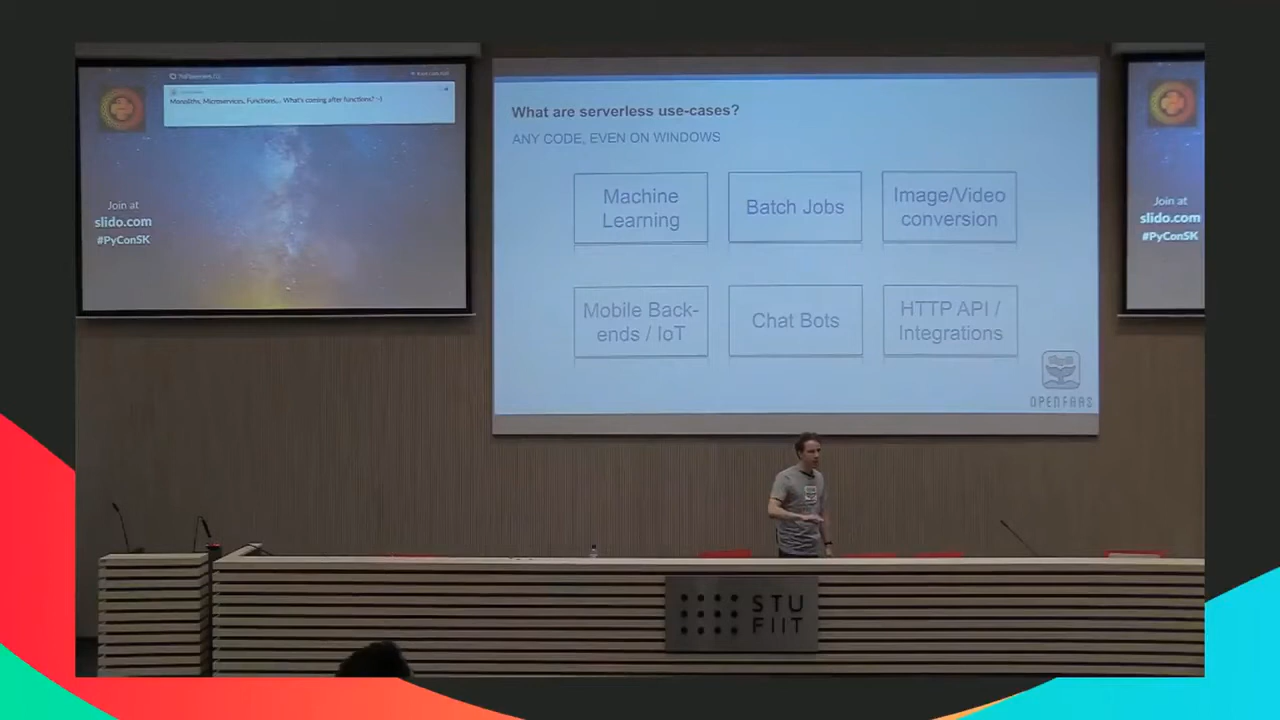 Monoliths, Microservices, Functions... What's coming after functions? :-)
Join at
slido.com
#PyConSK
What are serverless use-cases?
ANY CODE, EVEN ON WINDOWS
Machine
Learning
Batch Jobs
Image/Video
conversion
Mobile Back-
ends / IoT
Chat Bots
HTTP API /
Integrations
OPENFAAS
Join at
slido.com
#PyConSK
STU
FIIT